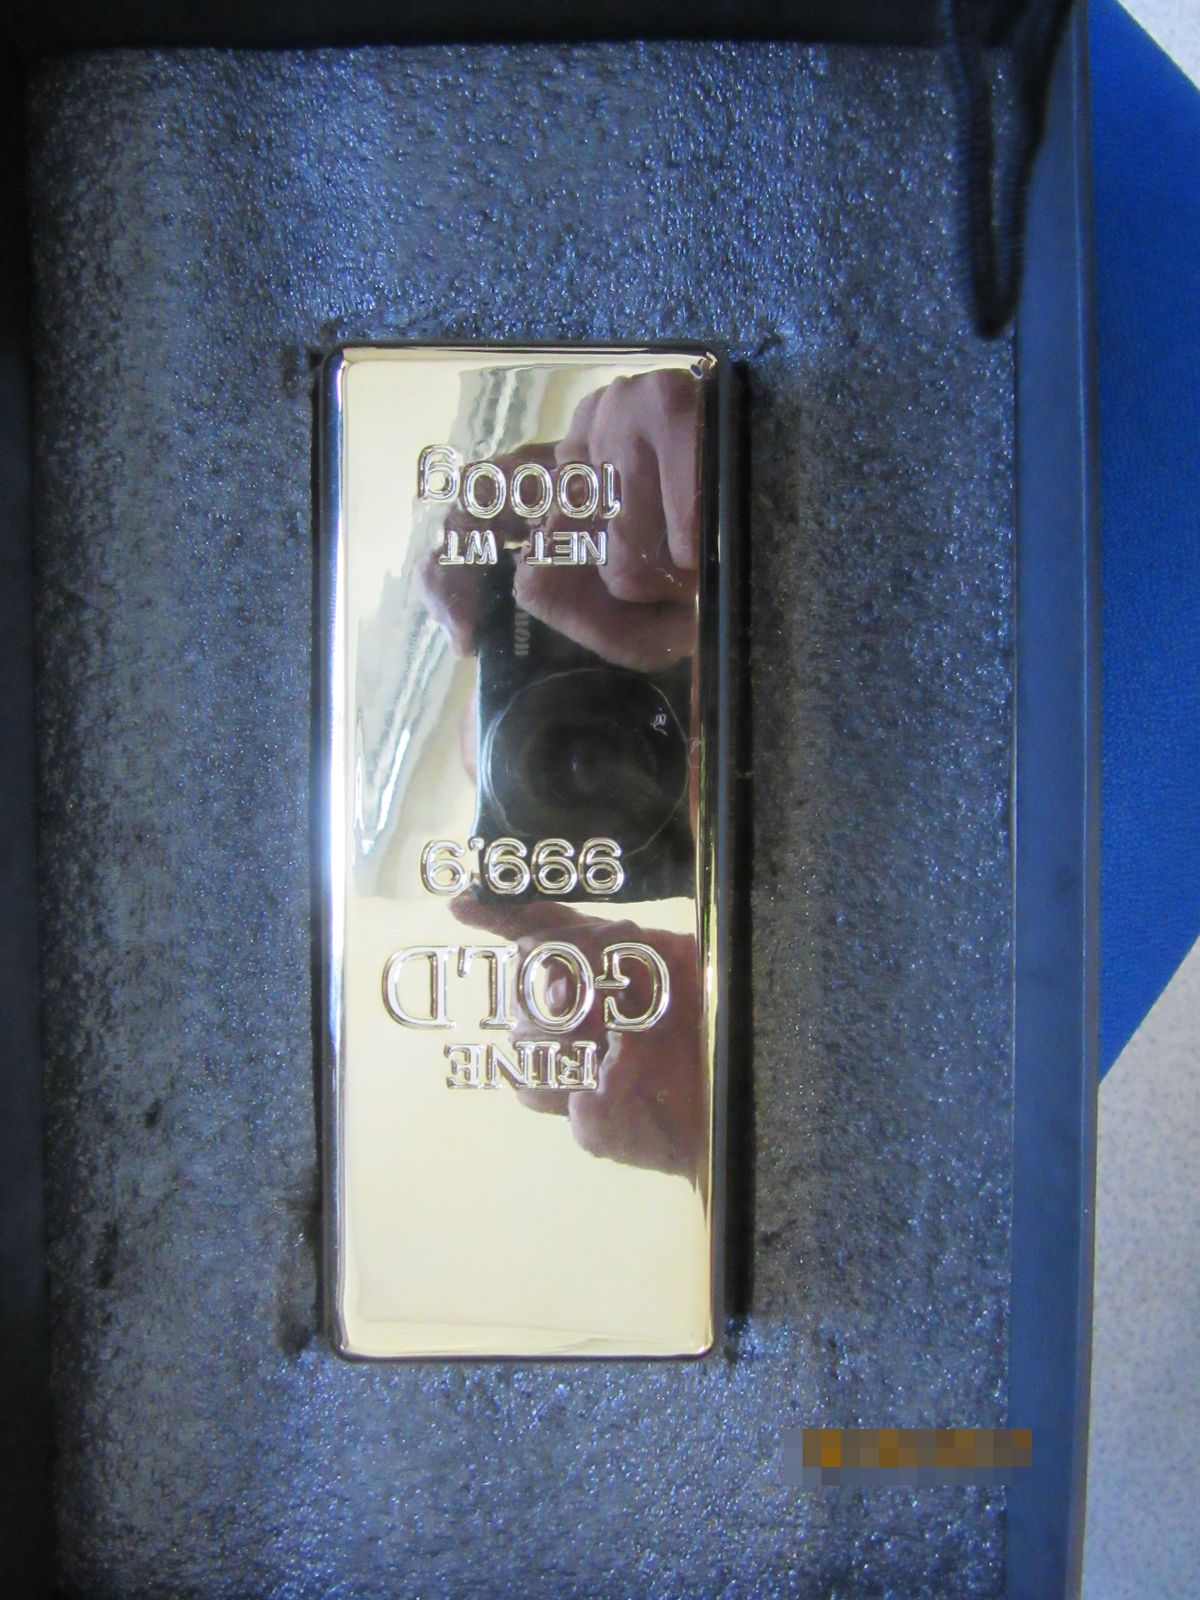 FINE
GOLD
999.9
NET WT
1000g